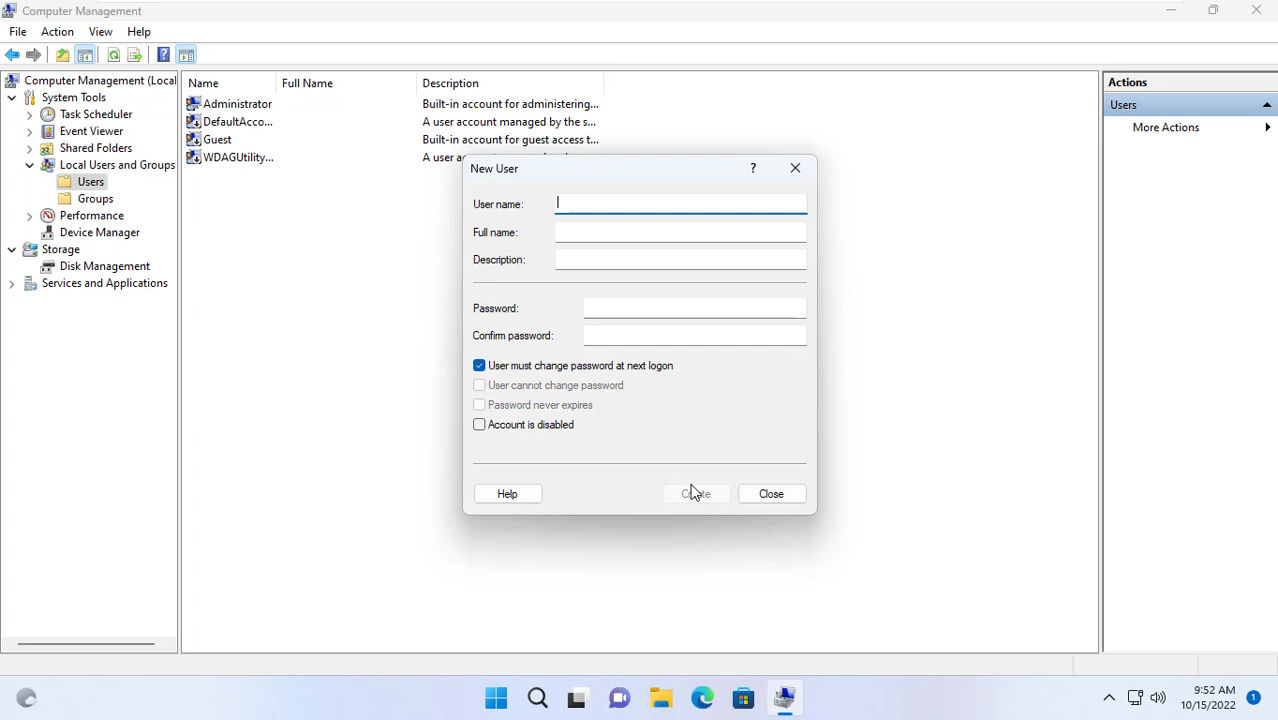 Computer Management
File Action View Help
Computer Management (Local
System Tools
Task Scheduler
Event Viewer
Shared Folders
Local Users and Groups
Users
Groups
Performance
Device Manager
Storage
Disk Management
Services and Applications
Name Full Name Description
Administrator Built-in account for administering...
DefaultAcco... A user account managed by the s...
Guest Built-in account for guest access t...
WDAGUtility... A user
New User ?
User name:
Full name:
Description:
Password:
Confirm password:
User must change password at next logon
User cannot change password
Password never expires
Account is disabled
Help Close
Actions
Users
More Actions
9:52 AM
10/15/2022
1